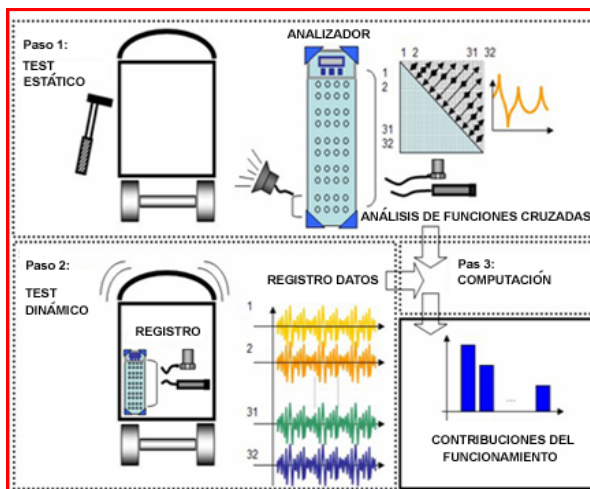 Paso 1:
TEST
ESTÁTICO
ANALIZADOR
1
2
31
32
1 2 31 32
ANÁLISIS DE FUNCIONES CRUZADAS
Paso 2:
TEST
DINÁMICO
REGISTRO
REGISTRO DATOS
1
2
31
32
Pas 3:
COMPUTACIÓN
...
CONTRIBUCIONES DEL
FUNCIONAMIENTO